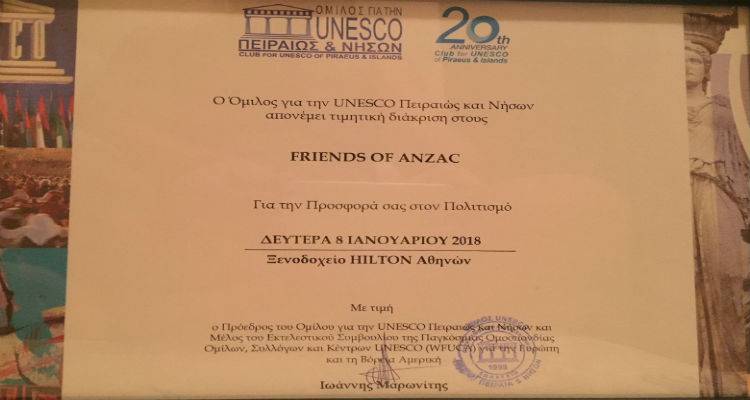 CO
ΟΜΙΛΟΣ ΓΙΑ ΤΗΝ
UNESCO
ΠΕΙΡΑΙΩΣ & ΝΗΣΩΝ
CLUB FOR UNESCO OF PIRAEUS & ISLANDS
20th
ANNIVERSARY
Club for UNESCO
of Piraeus & Islands
Ο Όμιλος για την UNESCO Πειραιώς και Νήσων
απονέμει τιμητική διάκριση στους
FRIENDS OF ANZAC
Για την Προσφορά σας στον Πολιτισμό
ΔΕΥΤΕΡΑ 8 ΙΑΝΟΥΑΡΙΟΥ 2018
Ξενοδοχείο HILTON Αθηνών
Με τιμή
ο Πρόεδρος του Ομίλου για την UNESCO Πειραιώς και Νήσων και
Μέλος του Εκτελεστικού Συμβουλίου της Παγκόσμιας Ομοσπονδίας
Ομίλων, Συλλόγων και Κέντρων UNESCO (WFUCA) για την Ευρώπη
και τη Βόρεια Αμερική
Ιωάννης Μαρωνίτης
UNESCO
1998